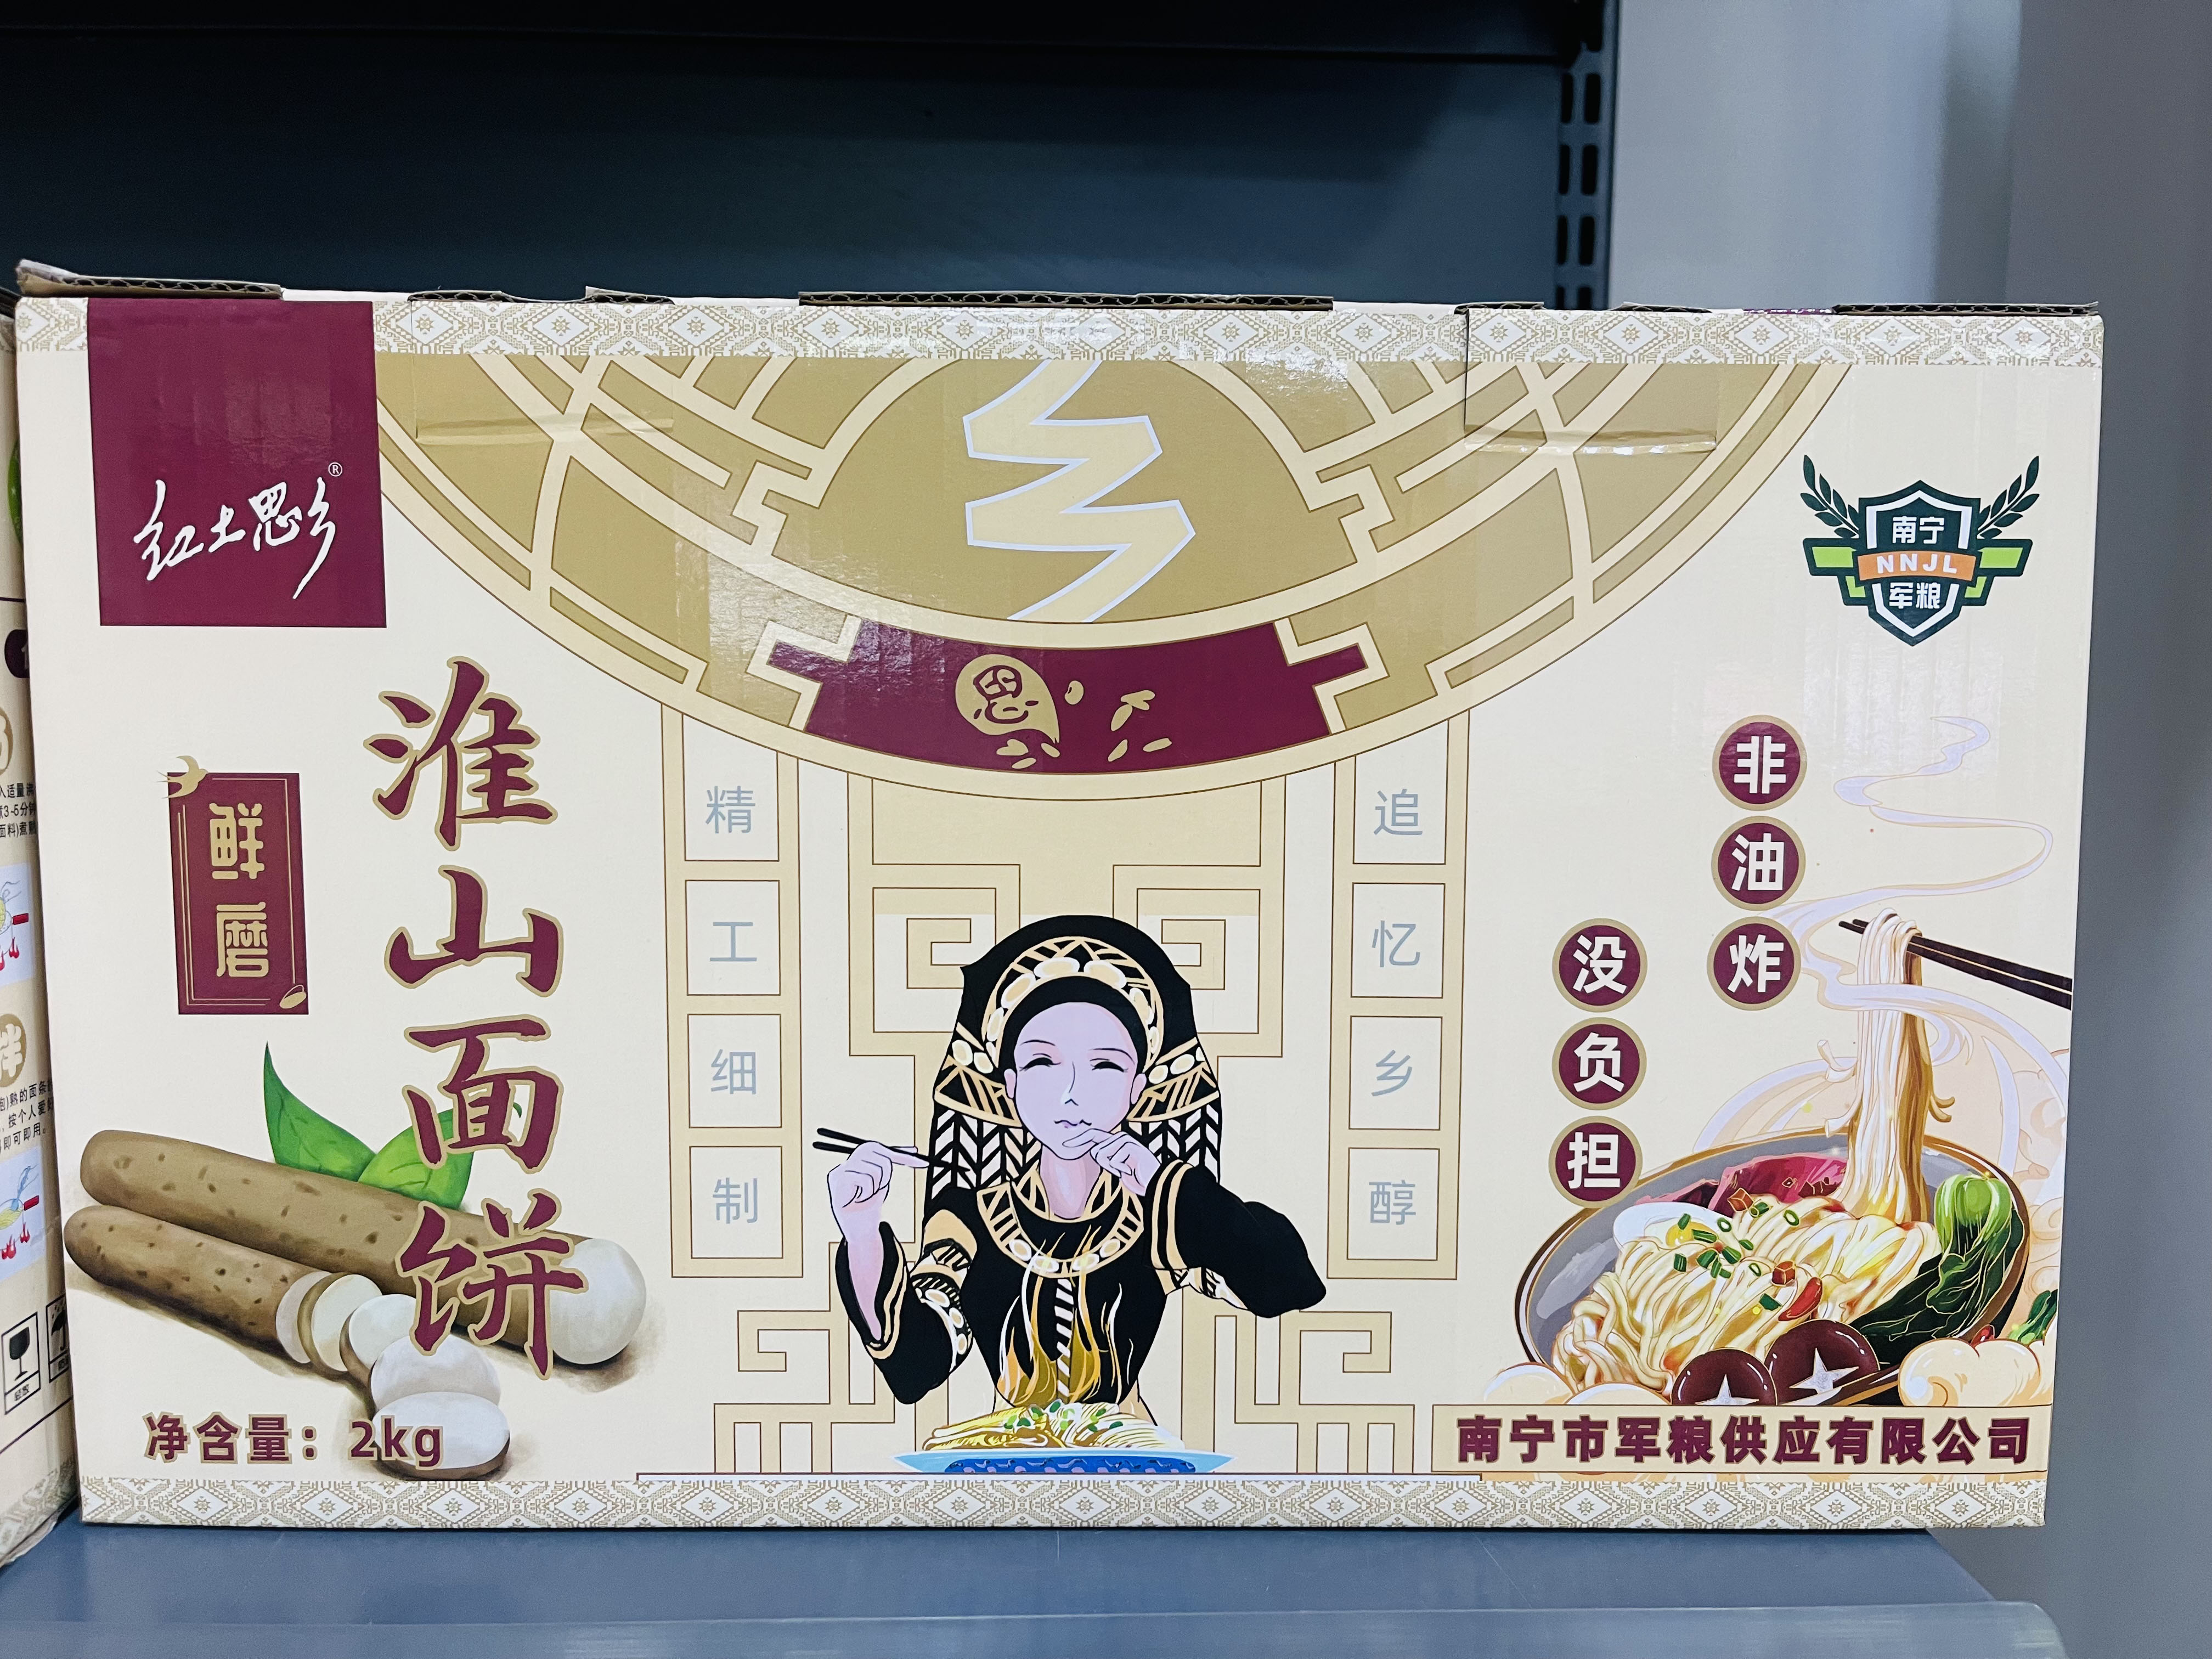 红土思乡®
乡
思
南宁
NNJL
军粮
鲜磨
淮山面饼
精工细制
追忆乡醇
非油炸
没负担
净含量：2kg
南宁市军粮供应有限公司